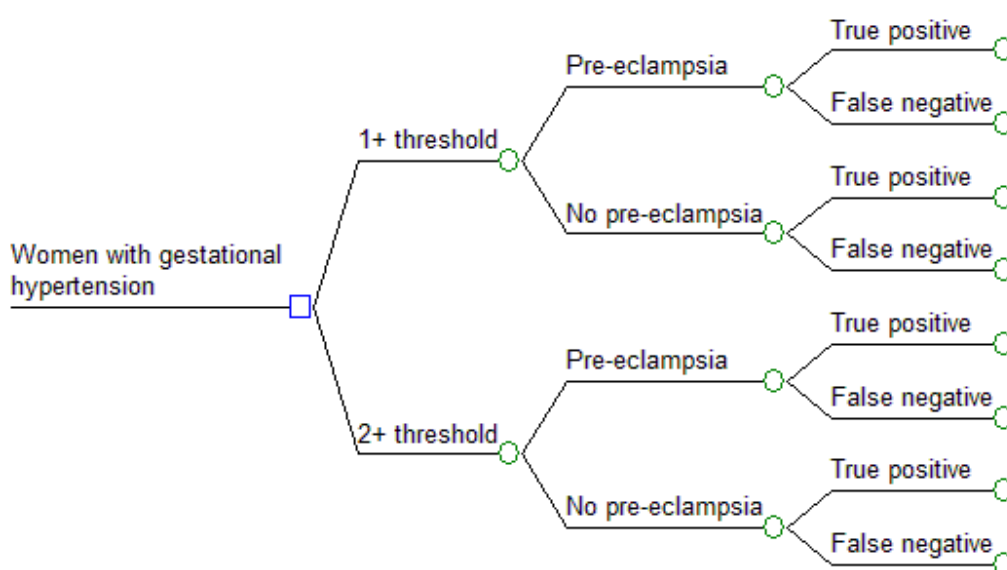 True positive
Pre-eclampsia
False negative
1+ threshold
True positive
No pre-eclampsia
False negative
Women with gestational
hypertension
True positive
Pre-eclampsia
False negative
2+ threshold
True positive
No pre-eclampsia
False negative